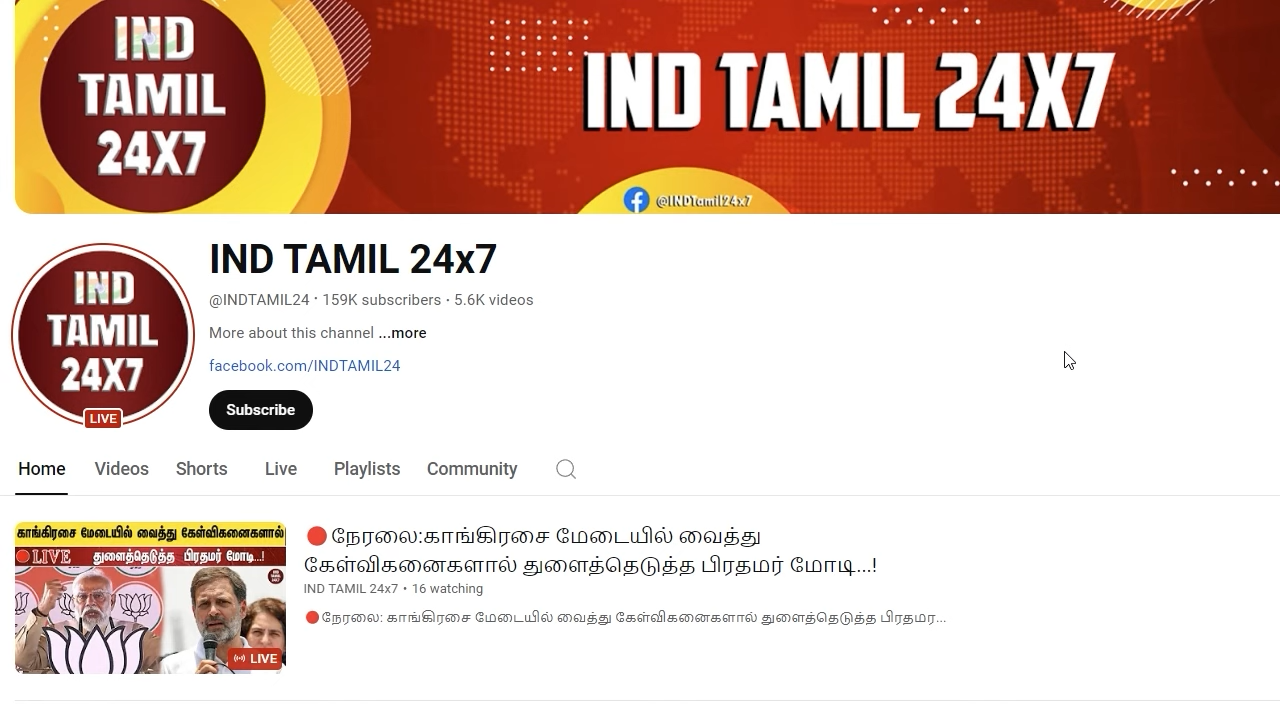 IND
TAMIL
24X7
IND TAMIL 24X7
@INDTamil24x7
IND
TAMIL
24X7
LIVE
IND TAMIL 24x7
@INDTAMIL24 • 159K subscribers • 5.6K videos
More about this channel ...more
facebook.com/INDTAMIL24
Subscribe
Home Videos Shorts Live Playlists Community
காங்கிரசை மேடையில் வைத்து கேள்விகனைகளால்
LIVE துளைத்தெடுத்த பிரதமர் மோடி...!
LIVE
🔴நேரலை:காங்கிரசை மேடையில் வைத்து
கேள்விகனைகளால் துளைத்தெடுத்த பிரதமர் மோடி...!
IND TAMIL 24x7 • 16 watching
🔴நேரலை: காங்கிரசை மேடையில் வைத்து கேள்விகனைகளால் துளைத்தெடுத்த பிரதமர...